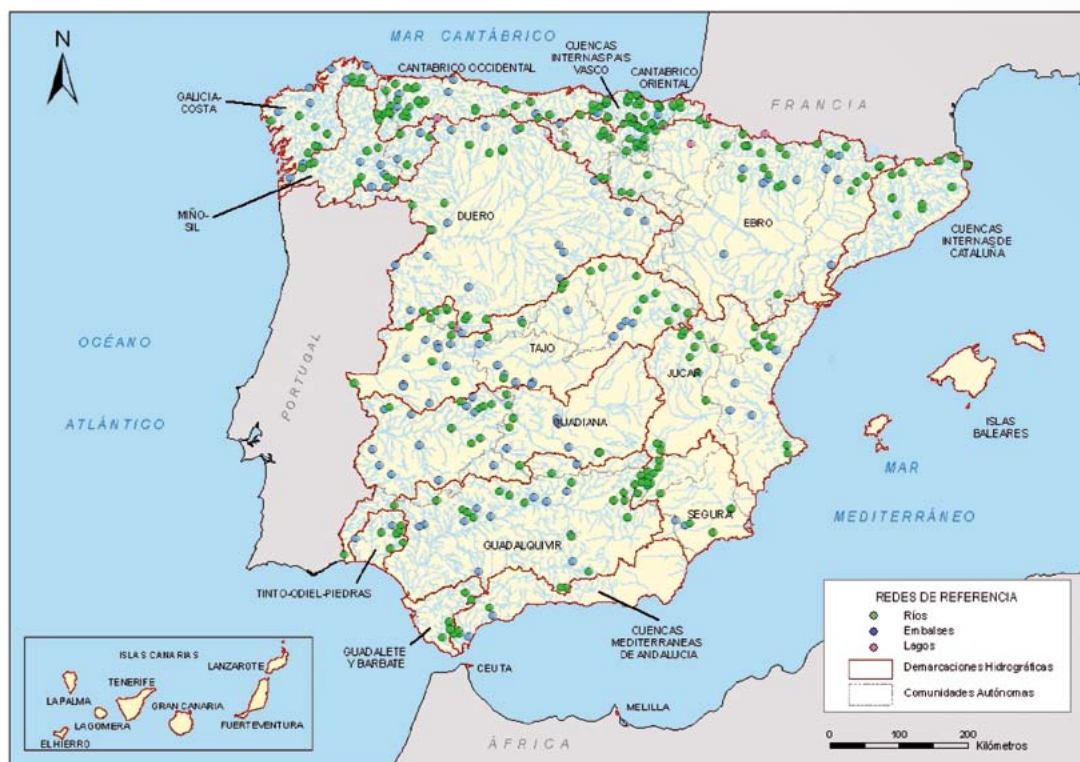 N
MAR CANTÁBRICO
CANTABRICO OCCIDENTAL
CUENCAS
INTERNAS PAIS
VASCO
CANTABRICO
ORIENTAL
GALICIA-
COSTA
FRANCIA
MIÑO-
SIL
DUERO
EBRO
CUENCAS
INTERNAS DE
CATALUÑA
OCÉANO
ATLÁNTICO
PORTUGAL
TAJO
JUCAR
GUADIANA
ISLAS
BALEARES
MAR
MEDITERRÁNEO
SEGURA
GUADALQUIVIR
TINTO-ODIEL-PIEDRAS
GUADALETE
Y BARBATE
CUENCAS
MEDITERRANEAS
DE ANDALUCIA
CEUTA
MELILLA
ÁFRICA
ISLAS CANARIAS
LANZAROTE
TENERIFE
LA PALMA
GRAN CANARIA
LAGOMERA
EL HIERRO
FUERTEVENTURA
REDES DE REFERENCIA
Ríos
Embalses
Lagos
Demarcaciones Hidrográficas
Comunidades Autónomas
0 100 200
Kilómetros